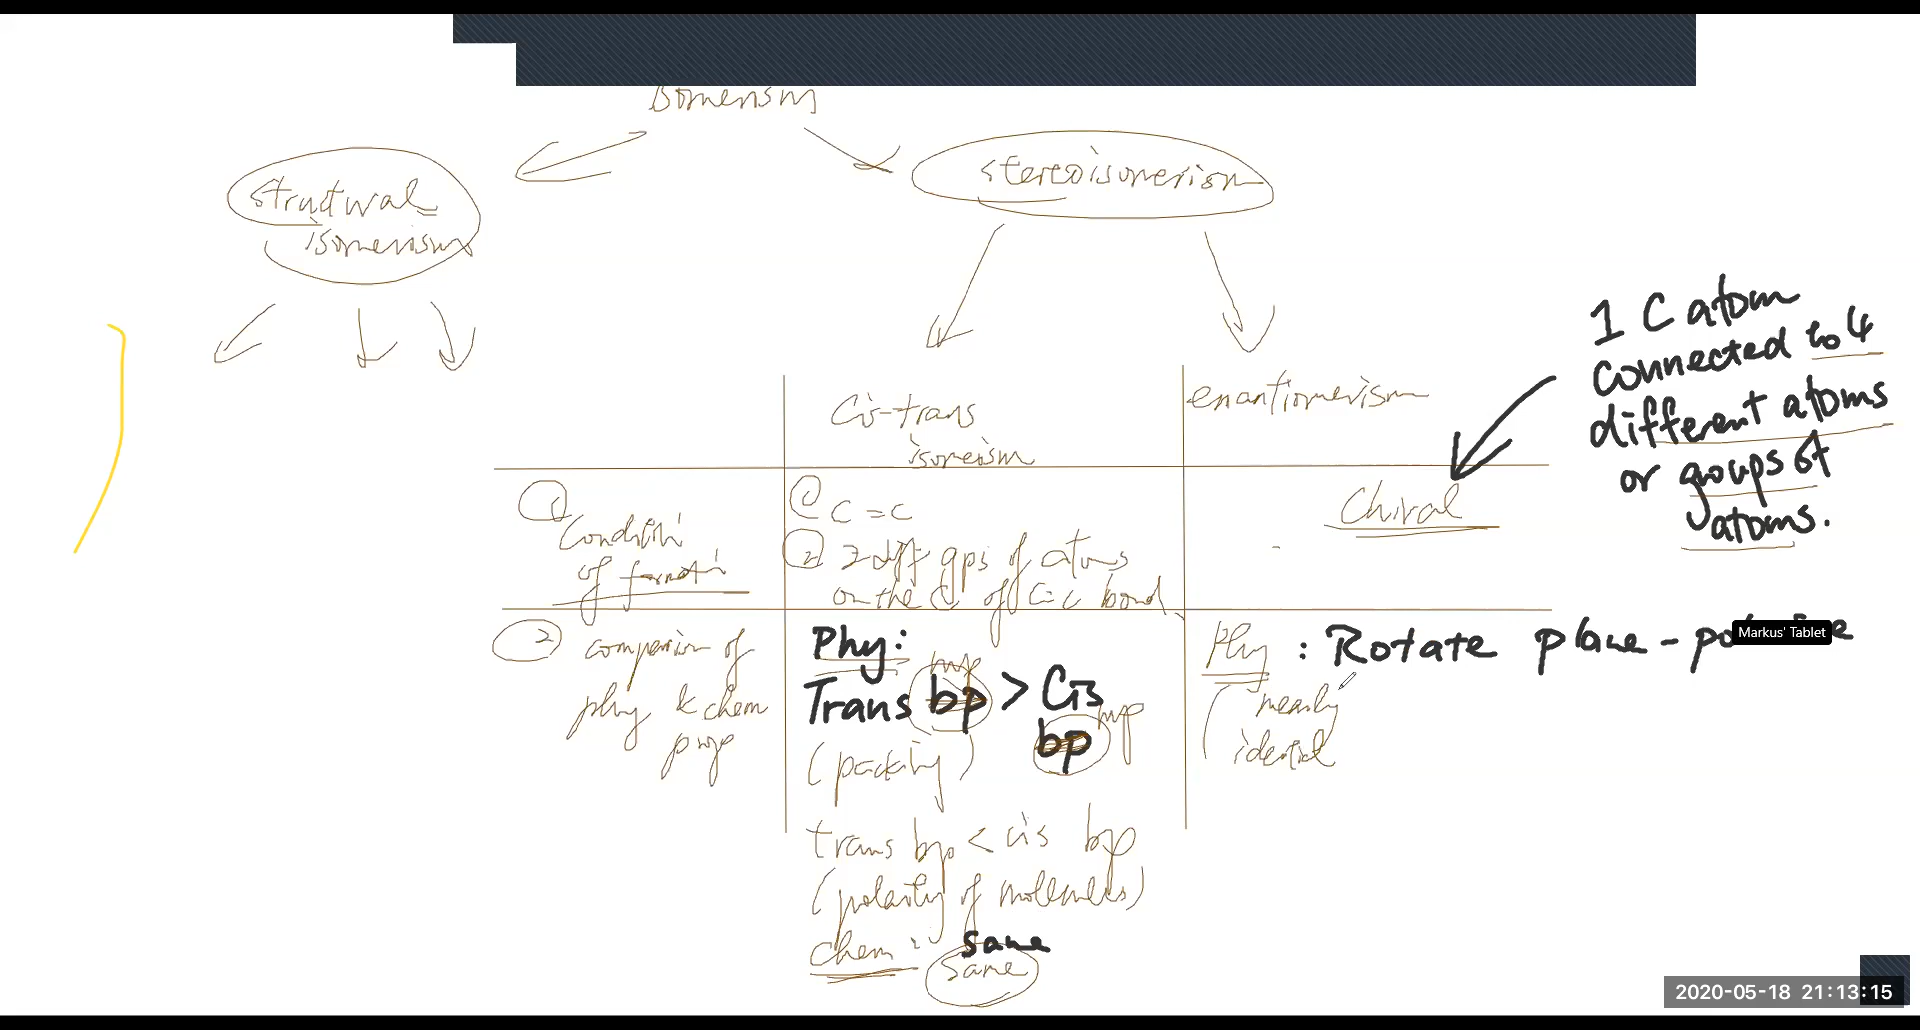 isomerism
structural
isomerism
stereoisomerism
1 C atom
connected to 4
different atoms
or groups of
atoms.
Cis-trans
isomeism
enantiomerism
1
Condition
of formation
1 C=C
2 2 diff gps of atoms
on the C of C=C bond
Chiral
2 comparison of
phy & chem
prop
Phy:
mp
Trans bp > Cis
bp mp
(packing)
trans bp < cis bp
(polarity of molecules)
chem: same
same
Phy : Rotate plane-
(nearly
identical
Markus' Tablet
2020-05-18 21:13:15